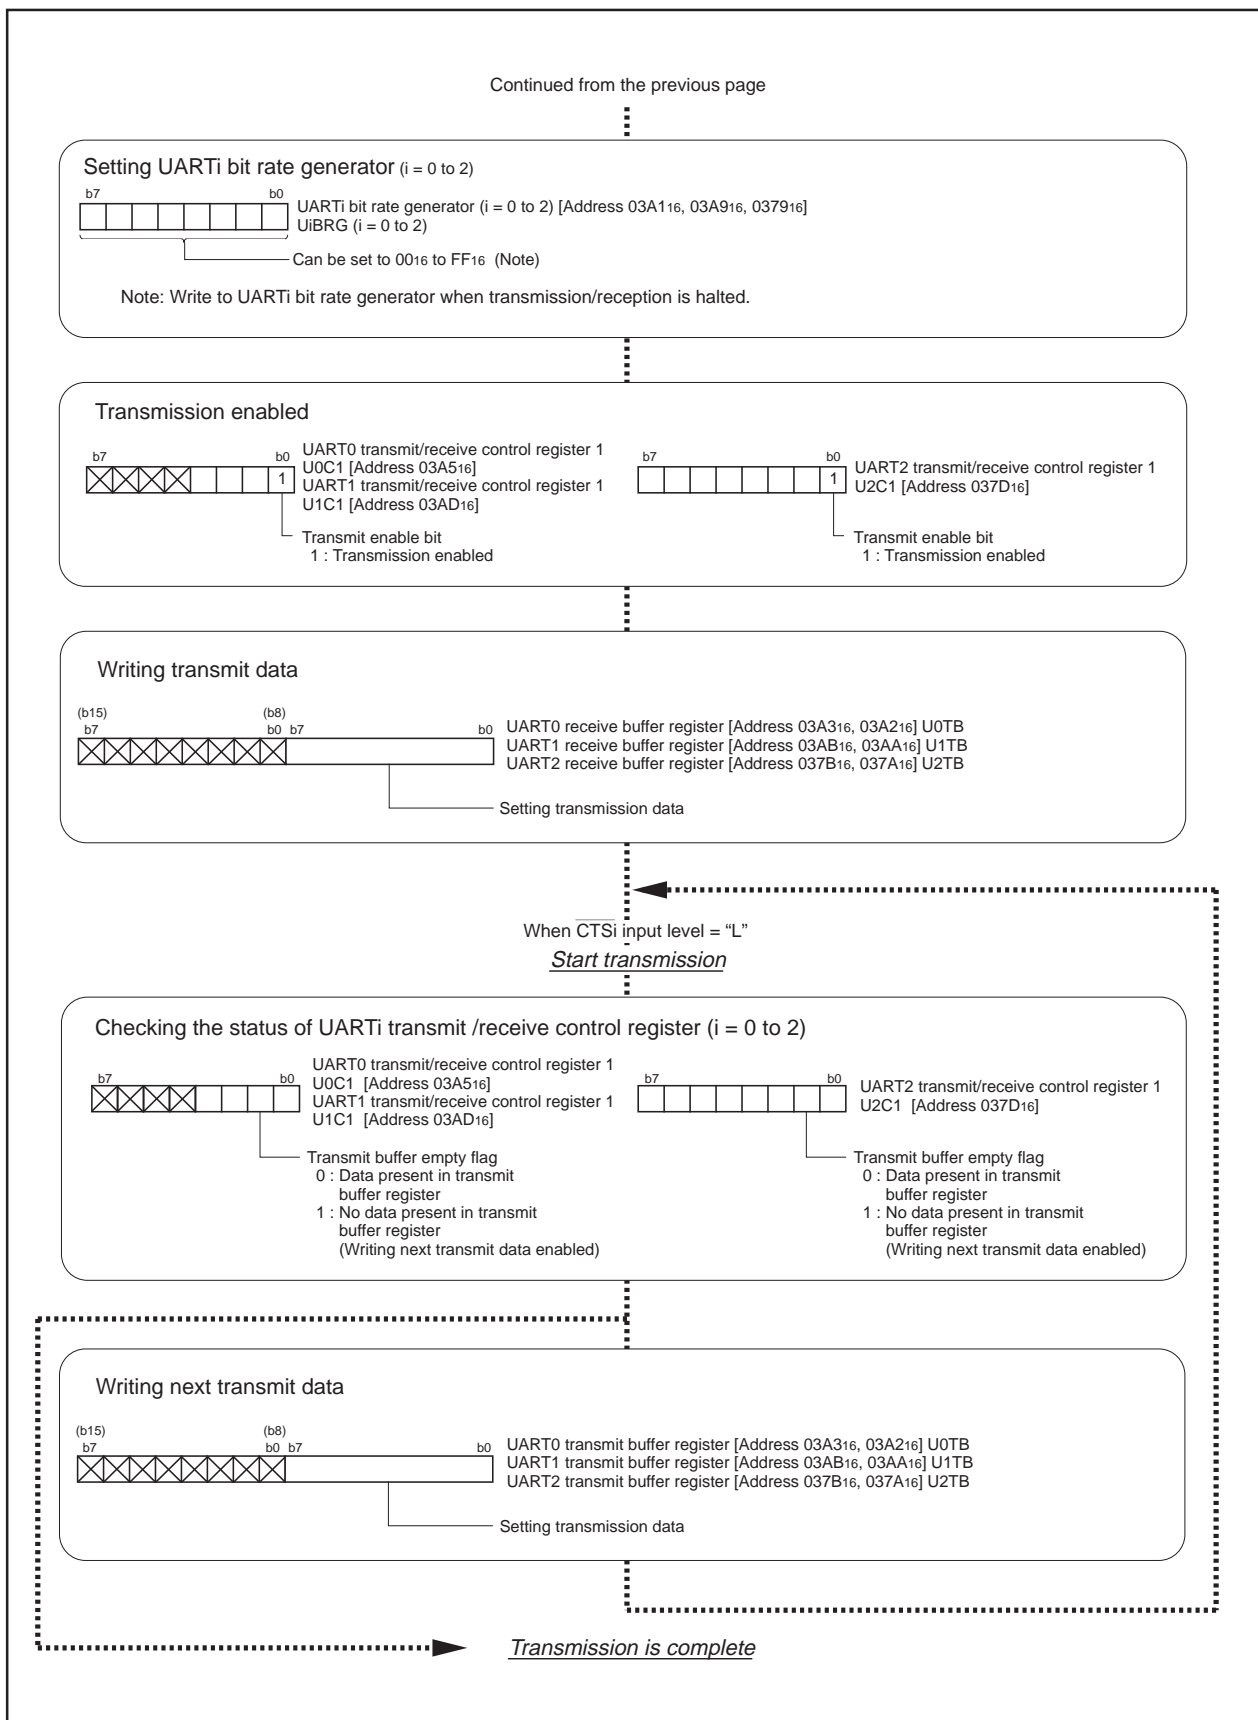 Continued from the previous page
Setting UARTi bit rate generator (i = 0 to 2)
b7 b0
UARTi bit rate generator (i = 0 to 2) [Address 03A116, 03A916, 037916]
UiBRG (i = 0 to 2)
Can be set to 0016 to FF16 (Note)
Note: Write to UARTi bit rate generator when transmission/reception is halted.
Transmission enabled
b7 b0
1
UART0 transmit/receive control register 1
U0C1 [Address 03A516]
UART1 transmit/receive control register 1
U1C1 [Address 03AD16]
Transmit enable bit
1 : Transmission enabled
b7 b0
1
UART2 transmit/receive control register 1
U2C1 [Address 037D16]
Transmit enable bit
1 : Transmission enabled
Writing transmit data
(b15) (b8)
b7 b0 b7 b0
UART0 receive buffer register [Address 03A316, 03A216] U0TB
UART1 receive buffer register [Address 03AB16, 03AA16] U1TB
UART2 receive buffer register [Address 037B16, 037A16] U2TB
Setting transmission data
When CTSi input level = “L”
Start transmission
Checking the status of UARTi transmit /receive control register (i = 0 to 2)
b7 b0
UART0 transmit/receive control register 1
U0C1 [Address 03A516]
UART1 transmit/receive control register 1
U1C1 [Address 03AD16]
Transmit buffer empty flag
0 : Data present in transmit
buffer register
1 : No data present in transmit
buffer register
(Writing next transmit data enabled)
b7 b0
UART2 transmit/receive control register 1
U2C1 [Address 037D16]
Transmit buffer empty flag
0 : Data present in transmit
buffer register
1 : No data present in transmit
buffer register
(Writing next transmit data enabled)
Writing next transmit data
(b15) (b8)
b7 b0 b7 b0
UART0 transmit buffer register [Address 03A316, 03A216] U0TB
UART1 transmit buffer register [Address 03AB16, 03AA16] U1TB
UART2 transmit buffer register [Address 037B16, 037A16] U2TB
Setting transmission data
Transmission is complete